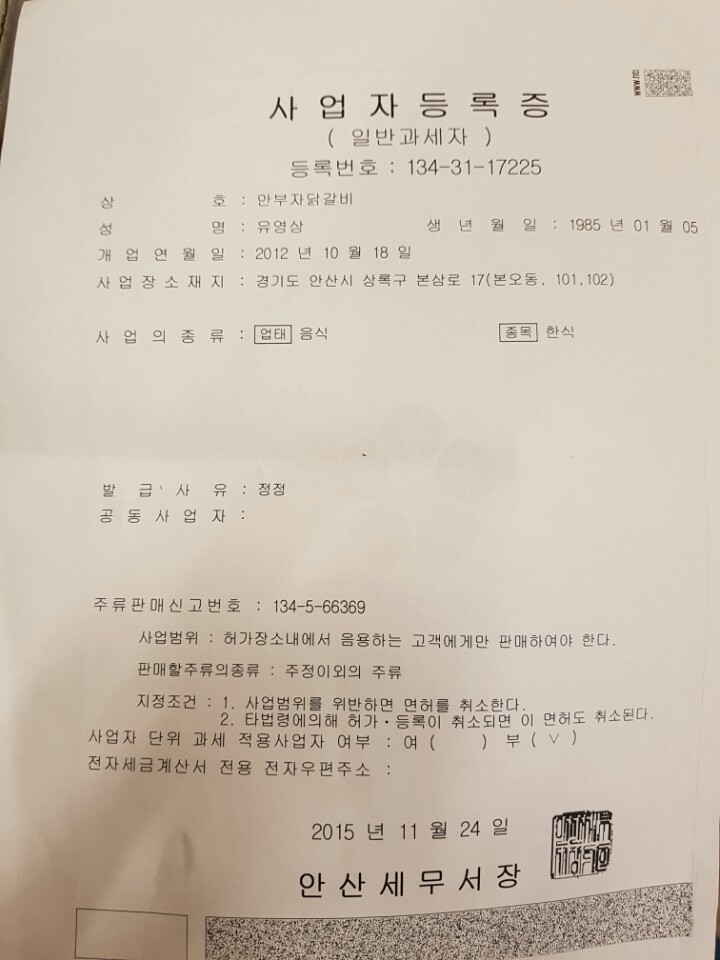 사업자등록증
( 일반과세자 )
등록번호 : 134-31-17225
상 호 : 안부자닭갈비
성 명 : 유영상 생 년 월 일 : 1985 년 01 월 05
개 업 연 월 일 : 2012 년 10 월 18 일
사 업 장 소 재 지 : 경기도 안산시 상록구 본삼로 17(본오동, 101,102)
사 업 의 종 류 : 업태 음식 종목 한식
발 급 사 유 : 정정
공 동 사 업 자 :
주류판매신고번호 : 134-5-66369
사업범위 : 허가장소내에서 음용하는 고객에게만 판매하여야 한다.
판매할주류의종류 : 주정이외의 주류
지정조건 : 1. 사업범위를 위반하면 면허를 취소한다.
2. 타법령에의해 허가·등록이 취소되면 이 면허도 취소된다.
사업자 단위 과세 적용사업자 여부 : 여 ( ) 부 ( ∨ )
전자세금계산서 전용 전자우편주소 :
2015 년 11 월 24 일
안산세무서장